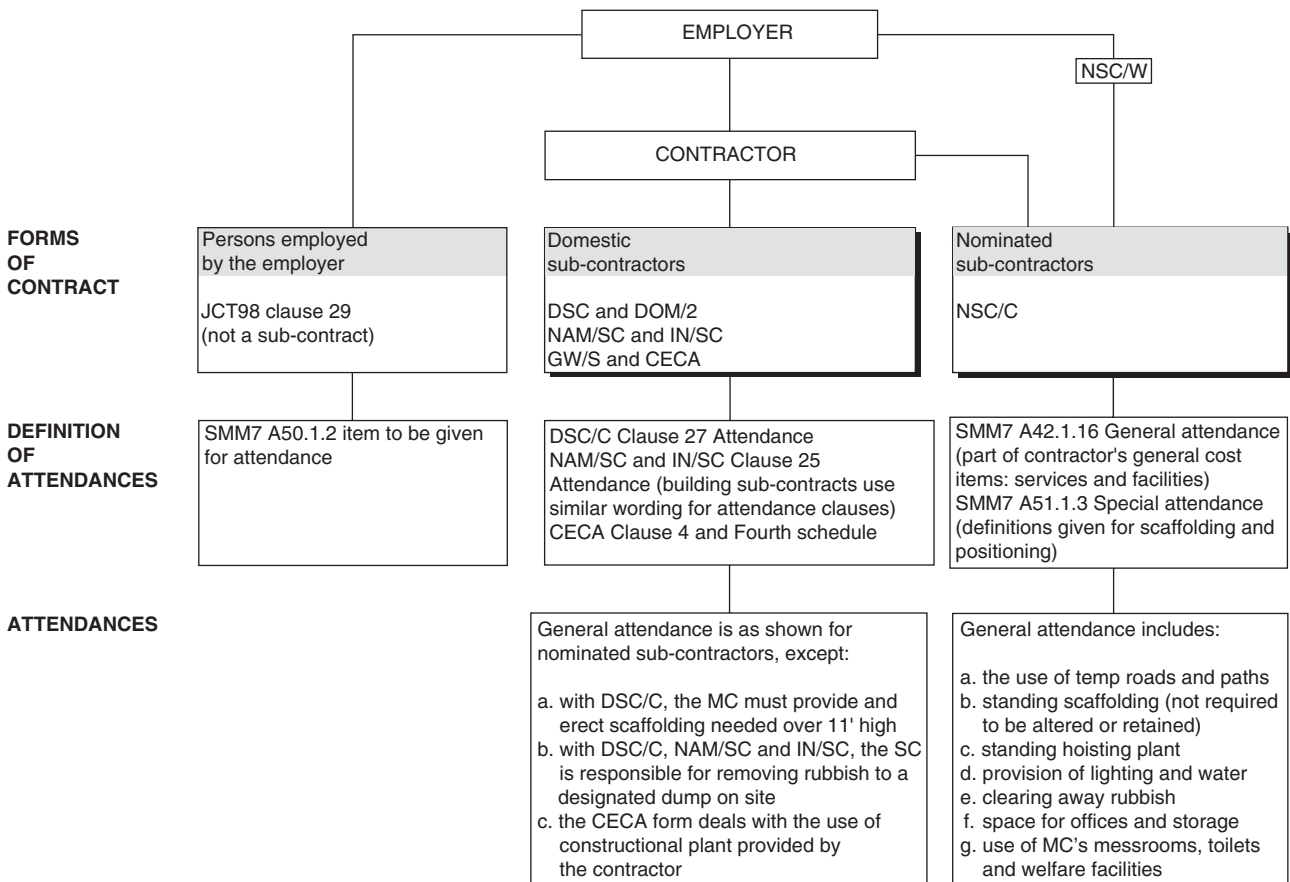 EMPLOYER
NSC/W
CONTRACTOR
FORMS
OF
CONTRACT
Persons employed
by the employer
JCT98 clause 29
(not a sub-contract)
Domestic
sub-contractors
DSC and DOM/2
NAM/SC and IN/SC
GW/S and CECA
Nominated
sub-contractors
NSC/C
DEFINITION
OF
ATTENDANCES
SMM7 A50.1.2 item to be given
for attendance
DSC/C Clause 27 Attendance
NAM/SC and IN/SC Clause 25
Attendance (building sub-contracts use
similar wording for attendance clauses)
CECA Clause 4 and Fourth schedule
SMM7 A42.1.16 General attendance
(part of contractor's general cost
items: services and facilities)
SMM7 A51.1.3 Special attendance
(definitions given for scaffolding and
positioning)
ATTENDANCES
General attendance is as shown for
nominated sub-contractors, except:
a. with DSC/C, the MC must provide and
erect scaffolding needed over 11' high
b. with DSC/C, NAM/SC and IN/SC, the SC
is responsible for removing rubbish to a
designated dump on site
c. the CECA form deals with the use of
constructional plant provided by
the contractor
General attendance includes:
a. the use of temp roads and paths
b. standing scaffolding (not required
to be altered or retained)
c. standing hoisting plant
d. provision of lighting and water
e. clearing away rubbish
f. space for offices and storage
g. use of MC's messrooms, toilets
and welfare facilities